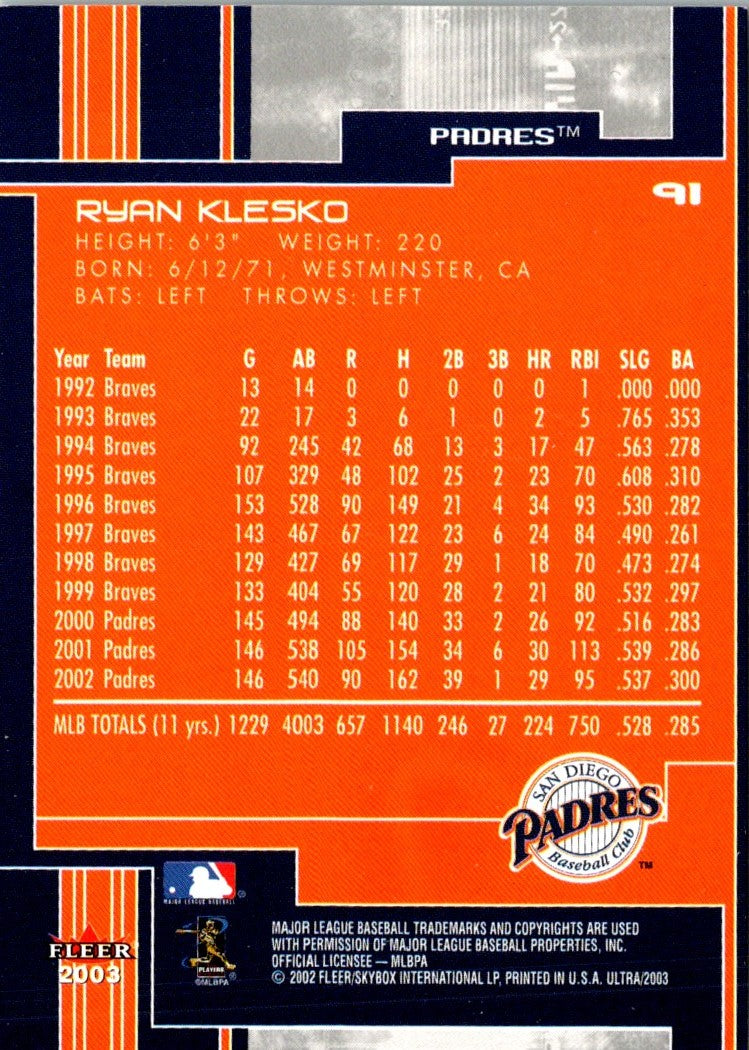 PADRES™
91
RYAN KLESKO
HEIGHT: 6'3" WEIGHT: 220
BORN: 6/12/71, WESTMINSTER, CA
BATS: LEFT THROWS: LEFT
Year Team G AB R H 2B 3B HR RBI SLG BA
1992 Braves 13 14 0 0 0 0 0 1 .000 .000
1993 Braves 22 17 3 6 1 0 2 5 .765 .353
1994 Braves 92 245 42 68 13 3 17 47 .563 .278
1995 Braves 107 329 48 102 25 2 23 70 .608 .310
1996 Braves 153 528 90 149 21 4 34 93 .530 .282
1997 Braves 143 467 67 122 23 6 24 84 .490 .261
1998 Braves 129 427 69 117 29 1 18 70 .473 .274
1999 Braves 133 404 55 120 28 2 21 80 .532 .297
2000 Padres 145 494 88 140 33 2 26 92 .516 .283
2001 Padres 146 538 105 154 34 6 30 113 .539 .286
2002 Padres 146 540 90 162 39 1 29 95 .537 .300
MLB TOTALS (11 yrs.) 1229 4003 657 1140 246 27 224 750 .528 .285
SAN DIEGO
PADRES
Baseball Club
™
MAJOR LEAGUE BASEBALL ®
PLAYERS
©MLBPA
FLEER
2003
MAJOR LEAGUE BASEBALL TRADEMARKS AND COPYRIGHTS ARE USED
WITH PERMISSION OF MAJOR LEAGUE BASEBALL PROPERTIES, INC.
OFFICIAL LICENSEE — MLBPA
© 2002 FLEER/SKYBOX INTERNATIONAL LP, PRINTED IN U.S.A. ULTRA/2003